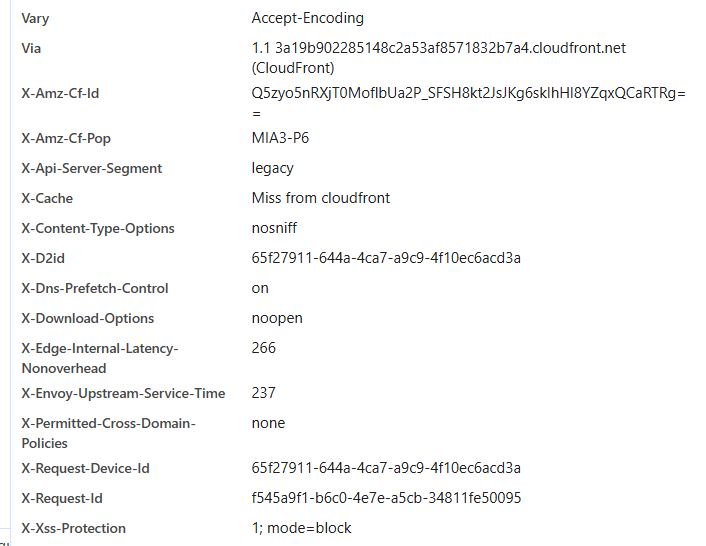 Vary Accept-Encoding
Via 1.1 3a19b902285148c2a53af8571832b7a4.cloudfront.net
(CloudFront)
X-Amz-Cf-Id Q5zyo5nRXjT0MoflbUa2P_SFSH8kt2JsJKg6sklhHI8YZqxQCaRTRg=
=
X-Amz-Cf-Pop MIA3-P6
X-Api-Server-Segment legacy
X-Cache Miss from cloudfront
X-Content-Type-Options nosniff
X-D2id 65f27911-644a-4ca7-a9c9-4f10ec6acd3a
X-Dns-Prefetch-Control on
X-Download-Options noopen
X-Edge-Internal-Latency- 266
Nonoverhead
X-Envoy-Upstream-Service-Time 237
X-Permitted-Cross-Domain- none
Policies
X-Request-Device-Id 65f27911-644a-4ca7-a9c9-4f10ec6acd3a
X-Request-Id f545a9f1-b6c0-4e7e-a5cb-34811fe50095
X-Xss-Protection 1; mode=block